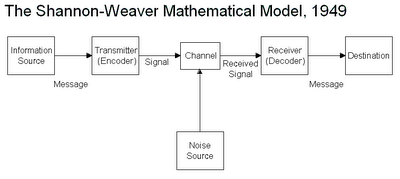 The Shannon-Weaver Mathematical Model, 1949
Information
Source
Message
Transmitter
(Encoder)
Signal
Channel
Received
Signal
Receiver
(Decoder)
Message
Destination
Noise
Source